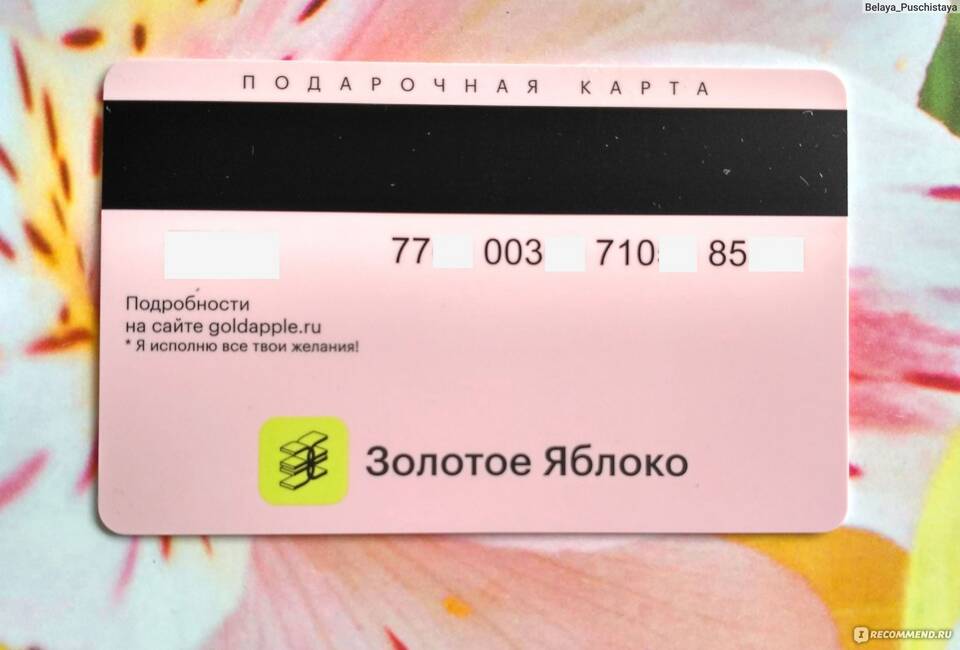 Belaya_Puschistaya
ПОДАРОЧНАЯ КАРТА
77 003 710 85
Подробности
на сайте goldapple.ru
* Я исполню все твои желания!
Золотое Яблоко
RECOMMEND.RU